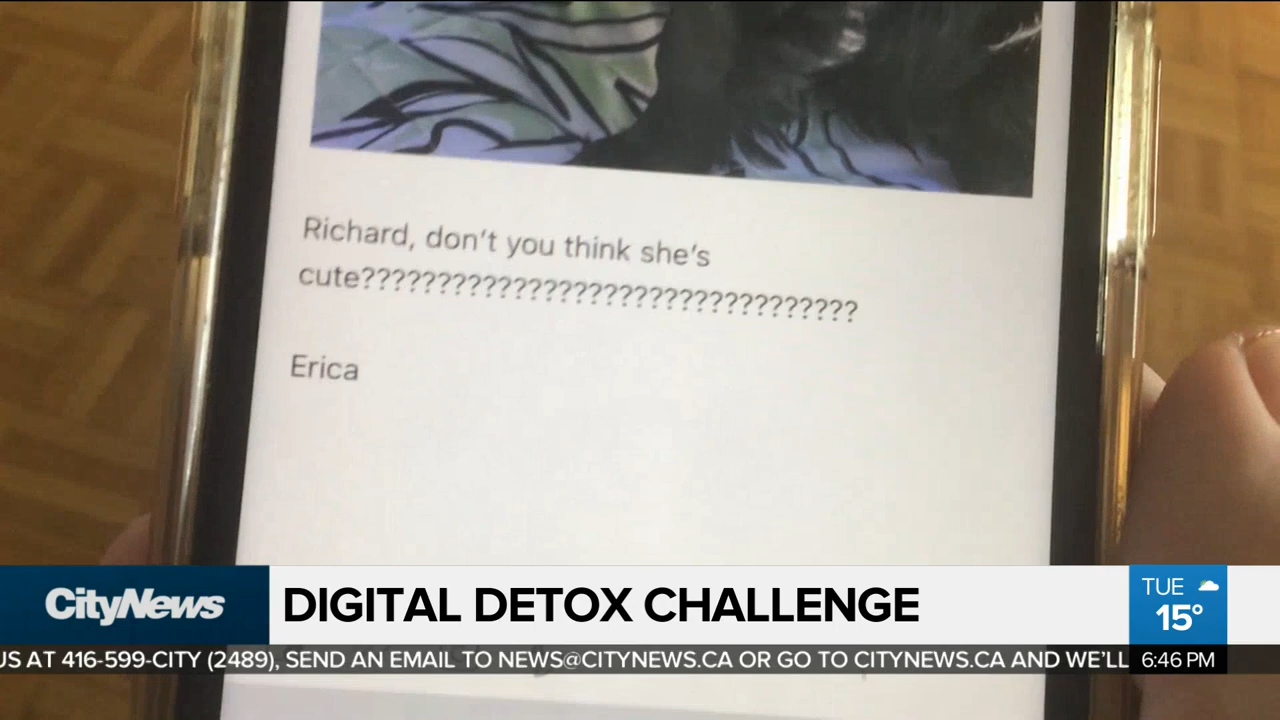 Richard, don't you think she's
cute?????????????????????????????????
Erica
CityNews
DIGITAL DETOX CHALLENGE
TUE
15°
US AT 416-599-CITY (2489), SEND AN EMAIL TO NEWS@CITYNEWS.CA OR GO TO CITYNEWS.CA AND WE'LL
6:46 PM